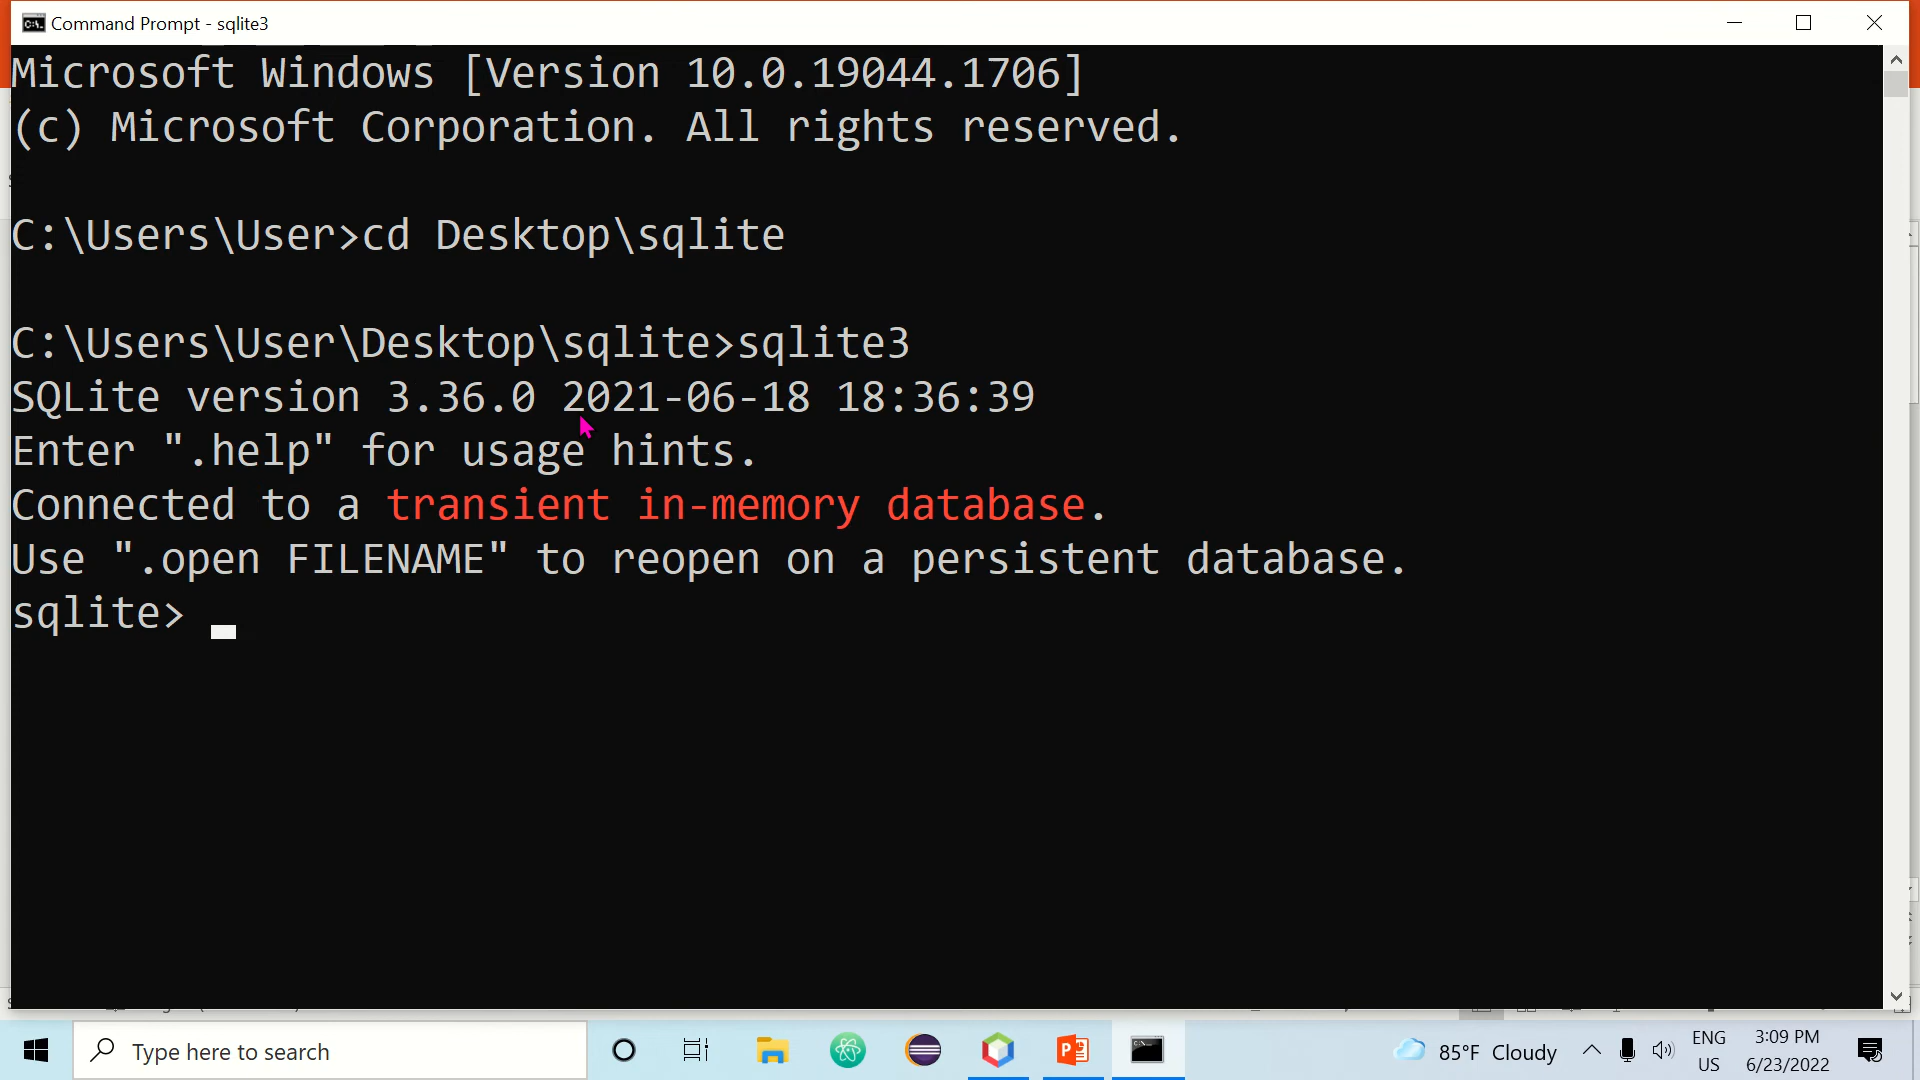 Command Prompt - sqlite3
Microsoft Windows [Version 10.0.19044.1706]
(c) Microsoft Corporation. All rights reserved.
C:\Users\User>cd Desktop\sqlite
C:\Users\User\Desktop\sqlite>sqlite3
SQLite version 3.36.0 2021-06-18 18:36:39
Enter ".help" for usage hints.
Connected to a transient in-memory database.
Use ".open FILENAME" to reopen on a persistent database.
sqlite>
Type here to search
85°F Cloudy
ENG
US
3:09 PM
6/23/2022